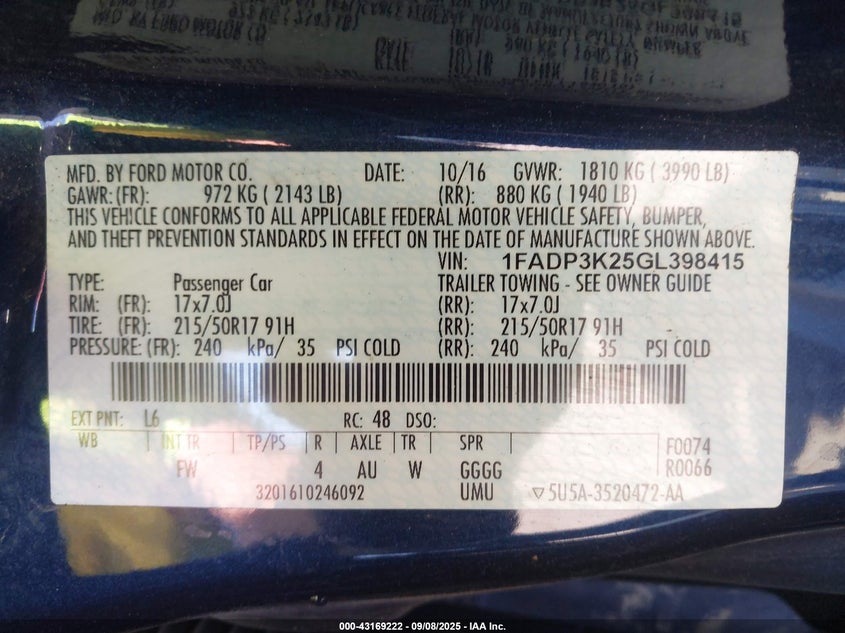 MFD. BY FORD MOTOR CO. DATE: 10/16 GVWR: 1810 KG ( 3990 LB)
GAWR: (FR): 972 KG ( 2143 LB) (RR): 880 KG ( 1940 LB)
THIS VEHICLE CONFORMS TO ALL APPLICABLE FEDERAL MOTOR VEHICLE SAFETY, BUMPER,
AND THEFT PREVENTION STANDARDS IN EFFECT ON THE DATE OF MANUFACTURE SHOWN ABOVE.
VIN: 1FADP3K25GL398415
TYPE: Passenger Car TRAILER TOWING - SEE OWNER GUIDE
RIM: (FR): 17x7.0J (RR): 17x7.0J
TIRE: (FR): 215/50R17 91H (RR): 215/50R17 91H
PRESSURE: (FR): 240 kPa/ 35 PSI COLD (RR): 240 kPa/ 35 PSI COLD
EXT PNT: L6 RC: 48 DSO:
WB INT TR TP/PS R AXLE TR SPR F0074
FW 4 AU W GGGG R0066
3201610246092 UMU ▽5U5A-3520472-AA
000-43169222 - 09/08/2025 - IAA Inc.